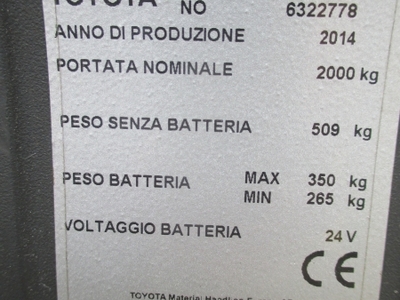 TOYOTA NO 6322778
ANNO DI PRODUZIONE 2014
PORTATA NOMINALE 2000 kg
PESO SENZA BATTERIA 509 kg
PESO BATTERIA MAX 350 kg
MIN 265 kg
VOLTAGGIO BATTERIA 24 V
CE
TOYOTA